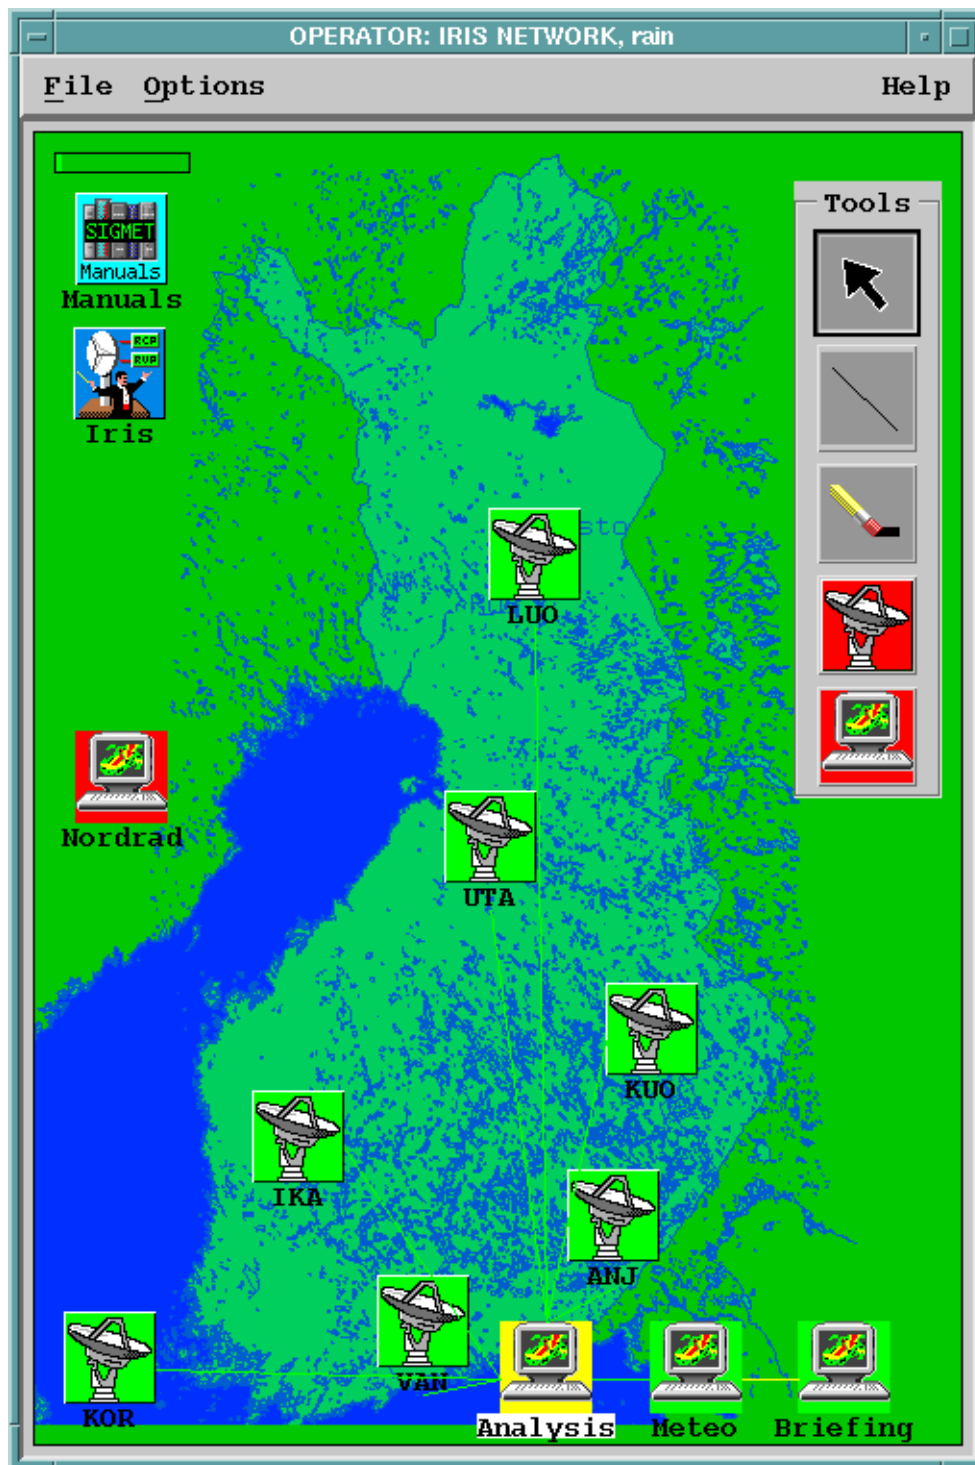 OPERATOR: IRIS NETWORK, rain
File Options Help
SIGMET
Manuals
Manuals
RCP
RVP
Iris
Tools
sto
LUO
Nordrad
UTA
KUO
IKA
ANJ
VAN
KOR
Analysis
Meteo
Briefing